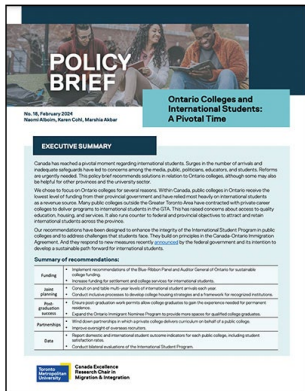 POLICY
BRIEF
No. 16, February 2024
Naomi Alboim, Karen Cohl, Marshia Akbar
Ontario Colleges and
International Students:
A Pivotal Time
EXECUTIVE SUMMARY
Canada has reached a pivotal moment regarding international students. Surges in the number of arrivals and
inadequate safeguards have led to concerns among the media, public, politicians, educators, and students. Reforms
are urgently needed. This policy brief recommends solutions in relation to Ontario colleges, although some may also
be helpful for other provinces and the university sector.
We chose to focus on Ontario colleges for several reasons. Within Canada, public colleges in Ontario receive the
lowest level of funding from their provincial government and have relied most heavily on international students
as a revenue source. Many public colleges outside the Greater Toronto Area have contracted with private career
colleges to deliver programs to international students in the GTA. This has raised concerns about access to quality
education, housing, and services. It also runs counter to federal and provincial objectives to attract and retain
international students across the province.
Our recommendations have been designed to enhance the integrity of the International Student Program in public
colleges and to address challenges that students face. They build on principles in the Canada-Ontario Immigration
Agreement. And they respond to new measures recently announced by the federal government and its intention to
develop a sustainable path forward for international students.
Summary of recommendations:
Funding
• Implement recommendations of the Blue-Ribbon Panel and Auditor General of Ontario for sustainable
college funding.
• Increase funding for settlement and college services for international students.
Joint
planning
• Consult on and table multi-year levels of international student arrivals each year.
• Conduct inclusive processes to develop college housing strategies and a framework for recognized institutions.
Post-
graduation
success
• Ensure post-graduation work permits allow college graduates to gain the experience needed for permanent
residence.
• Expand the Ontario Immigrant Nominee Program to provide more spaces for qualified college graduates.
Partnerships
• Wind down partnerships in which a private college delivers curriculum on behalf of a public college.
• Improve oversight of overseas recruiters.
Data
• Report domestic and international student outcome indicators for each public college, including student
satisfaction rates.
• Conduct bilateral evaluations of the International Student Program.
Toronto
Metropolitan
University
Canada Excellence
Research Chair in
Migration & Integration